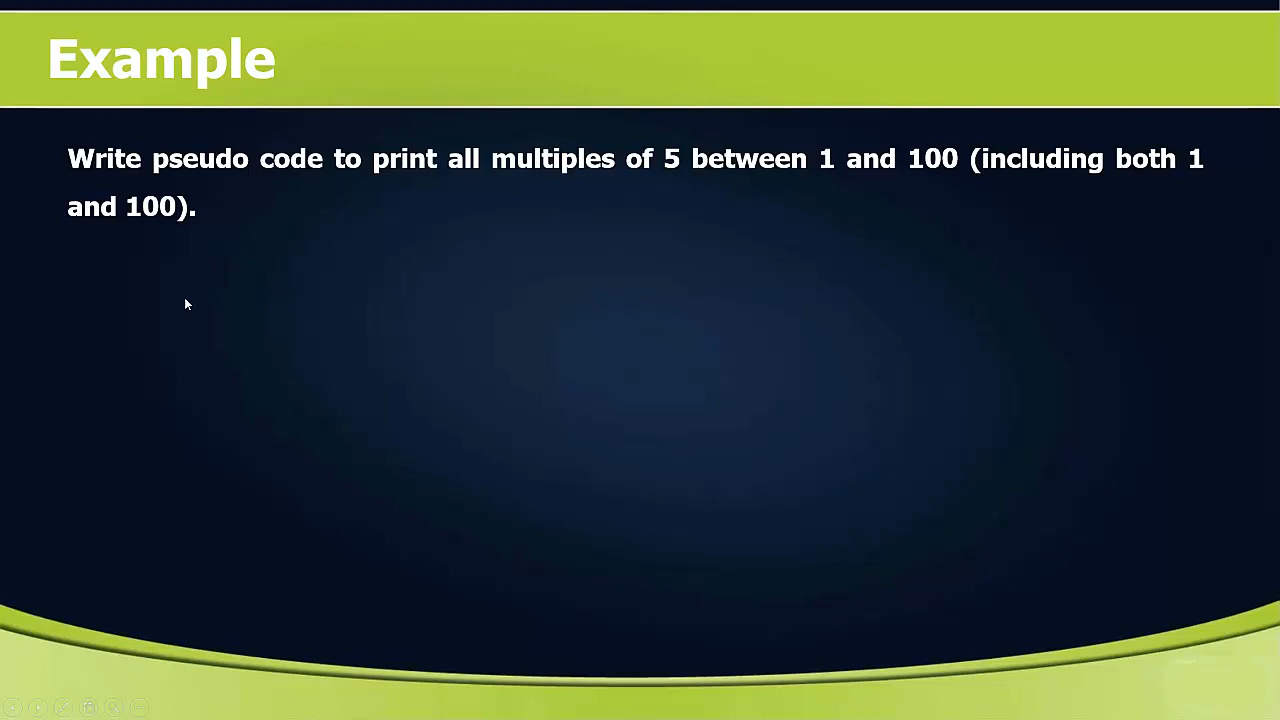 Example
Write pseudo code to print all multiples of 5 between 1 and 100 (including both 1
and 100).